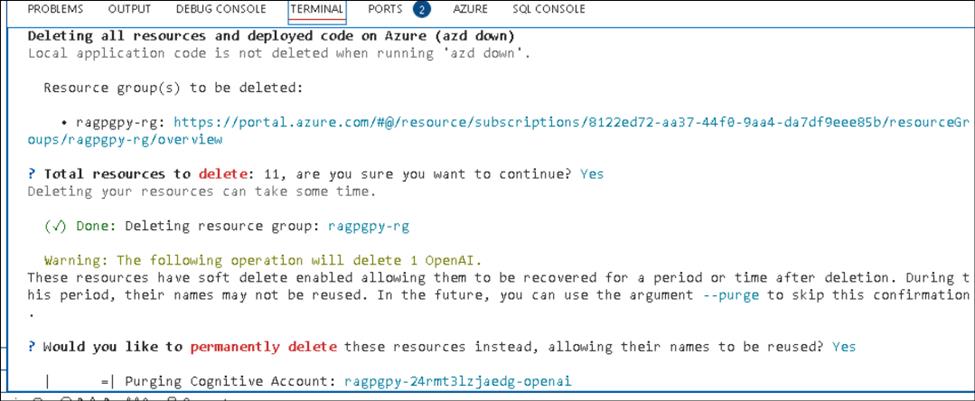 PROBLEMS OUTPUT DEBUG CONSOLE TERMINAL PORTS 2 AZURE SQL CONSOLE
Deleting all resources and deployed code on Azure (azd down)
Local application code is not deleted when running 'azd down'.
Resource group(s) to be deleted:
• ragpgpy-rg: https://portal.azure.com/#@/resource/subscriptions/8122ed72-aa37-44f0-9aa4-da7df9eee85b/resourceGr
oups/ragpgpy-rg/overview
? Total resources to delete: 11, are you sure you want to continue? Yes
Deleting your resources can take some time.
(✓) Done: Deleting resource group: ragpgpy-rg
Warning: The following operation will delete 1 OpenAI.
These resources have soft delete enabled allowing them to be recovered for a period or time after deletion. During t
his period, their names may not be reused. In the future, you can use the argument --purge to skip this confirmation
.
? Would you like to permanently delete these resources instead, allowing their names to be reused? Yes
| =| Purging Cognitive Account: ragpgpy-24rmt3lzjaedg-openai